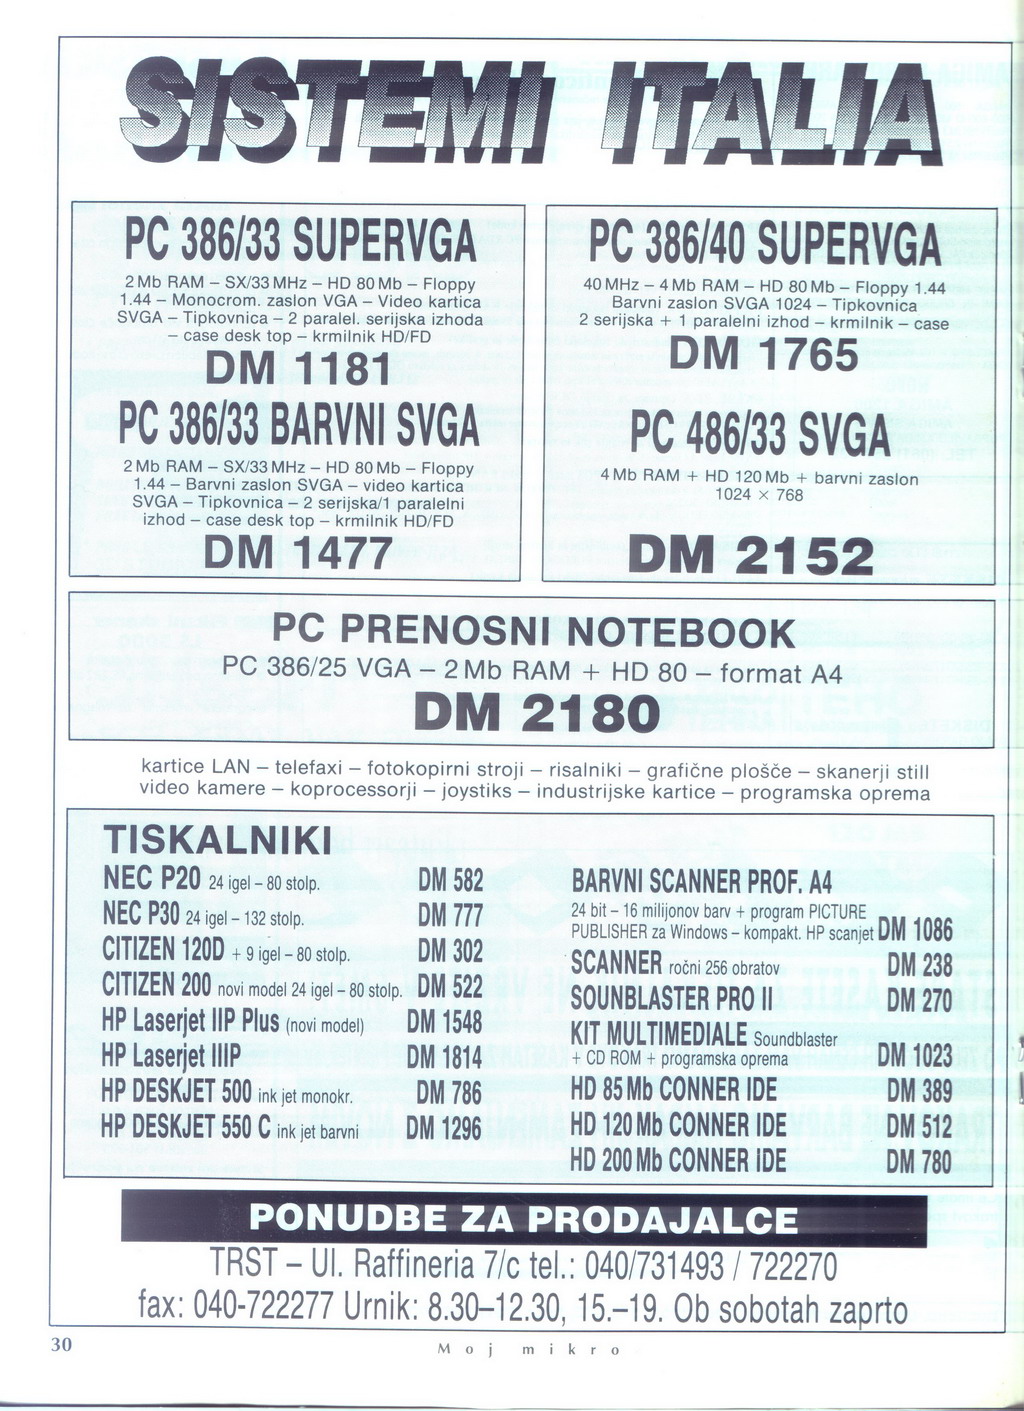 SISTEMI ITALIA
PC 386/33 SUPERVGA
2 Mb RAM – SX/33 MHz – HD 80 Mb – Floppy
1.44 – Monocrom. zaslon VGA – Video kartica
SVGA – Tipkovnica – 2 paralel. serijska izhoda
– case desk top – krmilnik HD/FD
DM 1181
PC 386/33 BARVNI SVGA
2 Mb RAM – SX/33 MHz – HD 80 Mb – Floppy
1.44 – Barvni zaslon SVGA – video kartica
SVGA – Tipkovnica – 2 serijska/1 paralelni
izhod – case desk top – krmilnik HD/FD
DM 1477
PC 386/40 SUPERVGA
40 MHz – 4 Mb RAM – HD 80 Mb – Floppy 1.44
Barvni zaslon SVGA 1024 – Tipkovnica
2 serijska + 1 paralelni izhod – krmilnik – case
DM 1765
PC 486/33 SVGA
4 Mb RAM + HD 120 Mb + barvni zaslon
1024 × 768
DM 2152
PC PRENOSNI NOTEBOOK
PC 386/25 VGA – 2 Mb RAM + HD 80 – format A4
DM 2180
kartice LAN – telefaxi – fotokopirni stroji – risalniki – grafične plošče – skanerji still
video kamere – koprocessorji – joystiks – industrijske kartice – programska oprema
TISKALNIKI
NEC P20 24 igel – 80 stolp. DM 582
NEC P30 24 igel – 132 stolp. DM 777
CITIZEN 120D + 9 igel – 80 stolp. DM 302
CITIZEN 200 novi model 24 igel – 80 stolp. DM 522
HP Laserjet IIP Plus (novi model) DM 1548
HP Laserjet IIIP DM 1814
HP DESKJET 500 ink jet monokr. DM 786
HP DESKJET 550 C ink jet barvni DM 1296
BARVNI SCANNER PROF. A4
24 bit – 16 milijonov barv + program PICTURE
PUBLISHER za Windows – kompakt. HP scanjet DM 1086
SCANNER ročni 256 obratov DM 238
SOUNBLASTER PRO II DM 270
KIT MULTIMEDIALE Soundblaster
+ CD ROM + programska oprema DM 1023
HD 85 Mb CONNER IDE DM 389
HD 120 Mb CONNER IDE DM 512
HD 200 Mb CONNER IDE DM 780
PONUDBE ZA PRODAJALCE
TRST – Ul. Raffineria 7/c tel.: 040/731493 / 722270
fax: 040-722277 Urnik: 8.30–12.30, 15.–19. Ob sobotah zaprto
30
Moj mikro